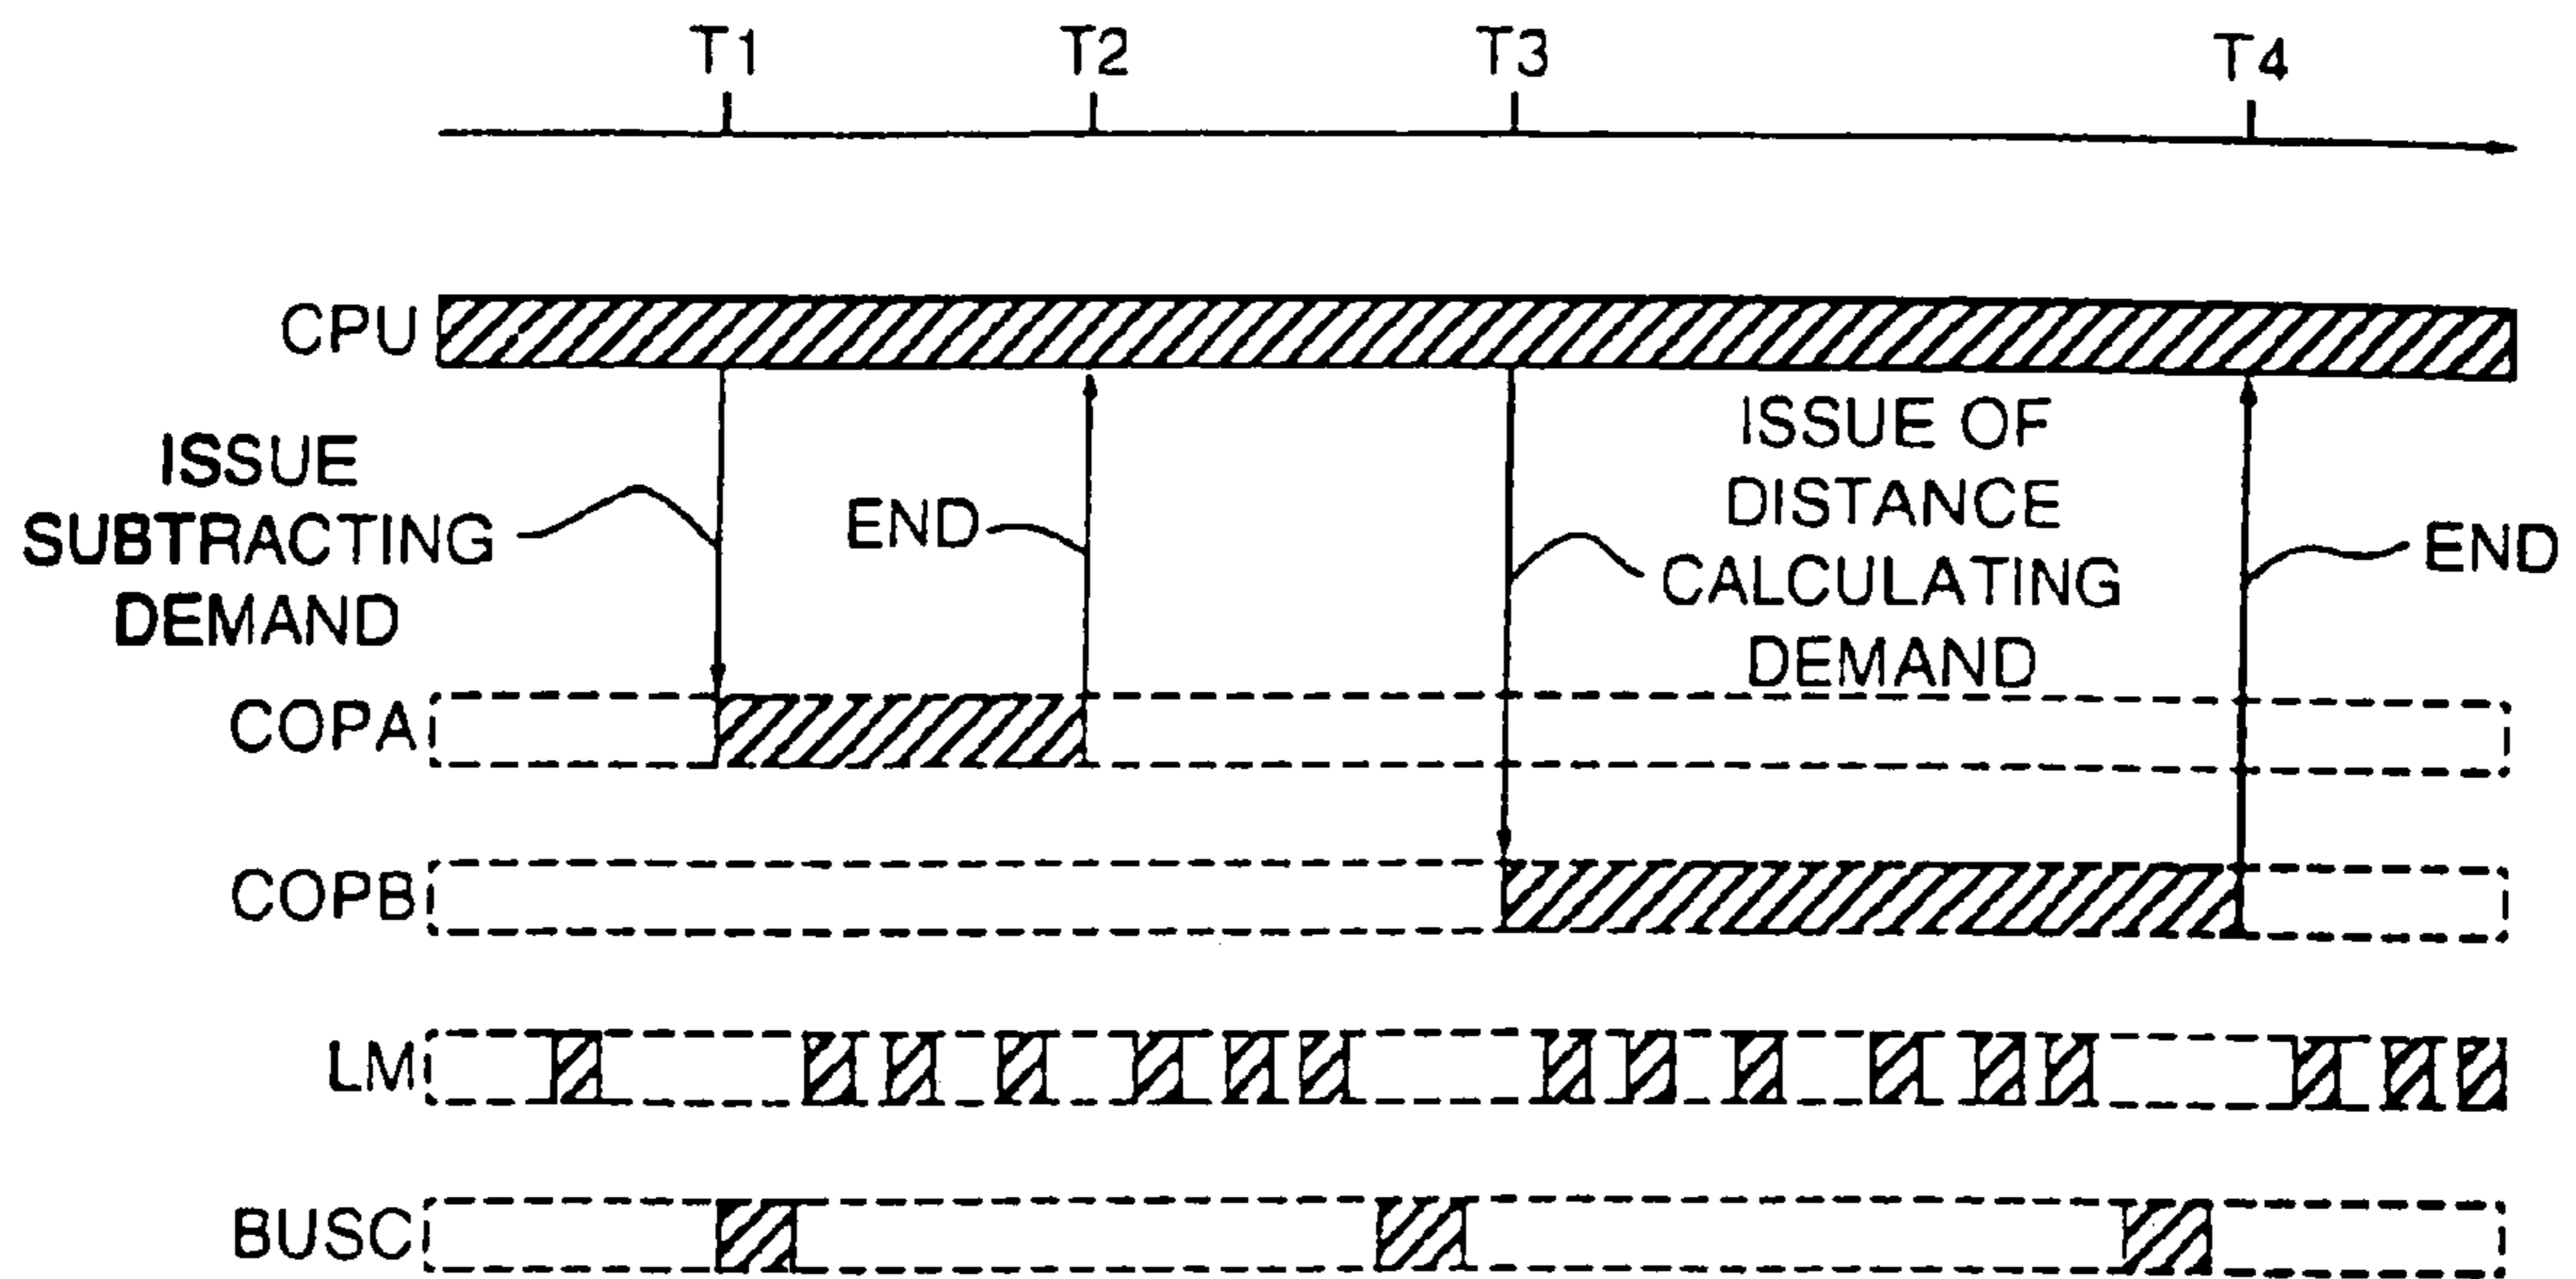 T1 T2 T3 T4
CPU
ISSUE
SUBTRACTING
DEMAND
END
ISSUE OF
DISTANCE
CALCULATING
DEMAND
END
COPA
COPB
LM
BUSC